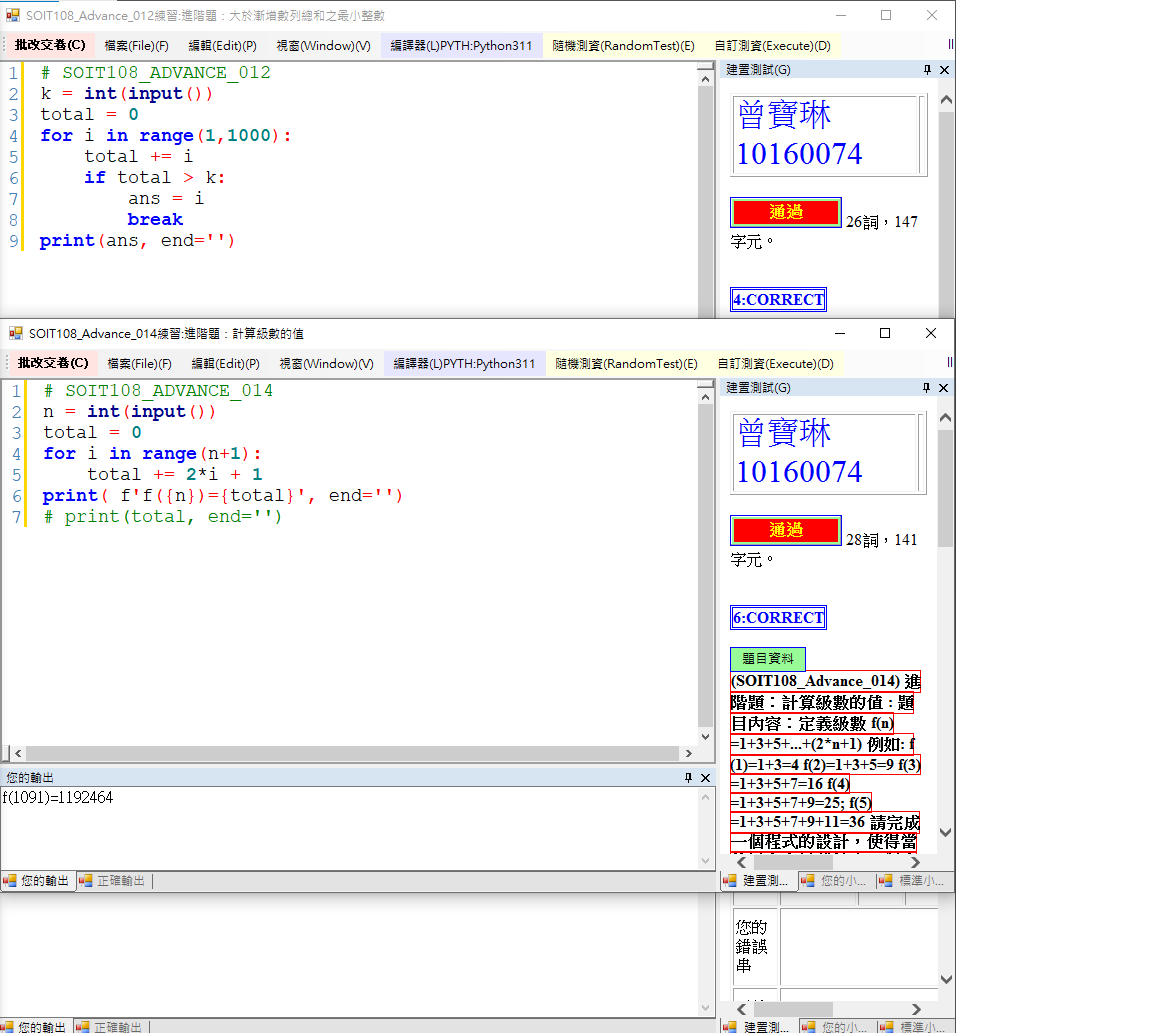 SOIT108_Advance_012練習:進階題：大於漸增數列總和之最小整數
批改交卷(C) 檔案(File)(F) 編輯(Edit)(P) 視窗(Window)(V) 編譯器(L)PYTH:Python311 隨機測資(RandomTest)(E) 自訂測資(Execute)(D)
1 # SOIT108_ADVANCE_012
2 k = int(input())
3 total = 0
4 for i in range(1,1000):
5     total += i
6     if total > k:
7         ans = i
8         break
9 print(ans, end='')
建置測試(G)
曾寶琳
10160074
通過 26詞，147
字元。
4:CORRECT
SOIT108_Advance_014練習:進階題：計算級數的值
批改交卷(C) 檔案(File)(F) 編輯(Edit)(P) 視窗(Window)(V) 編譯器(L)PYTH:Python311 隨機測資(RandomTest)(E) 自訂測資(Execute)(D)
1 # SOIT108_ADVANCE_014
2 n = int(input())
3 total = 0
4 for i in range(n+1):
5     total += 2*i + 1
6 print( f'f({n})={total}', end='')
7 # print(total, end='')
建置測試(G)
曾寶琳
10160074
通過 28詞，141
字元。
6:CORRECT
題目資料
(SOIT108_Advance_014) 進
階題：計算級數的值：題
目內容：定義級數 f(n)
=1+3+5+...+(2*n+1) 例如: f
(1)=1+3=4 f(2)=1+3+5=9 f(3)
=1+3+5+7=16 f(4)
=1+3+5+7+9=25; f(5)
=1+3+5+7+9+11=36 請完成
一個程式的設計，使得當
您的輸出
f(1091)=1192464
您的輸出 正確輸出
建置測... 您的小... 標準小...
您的
錯誤
串
您的輸出 正確輸出
建置測... 您的小... 標準小...